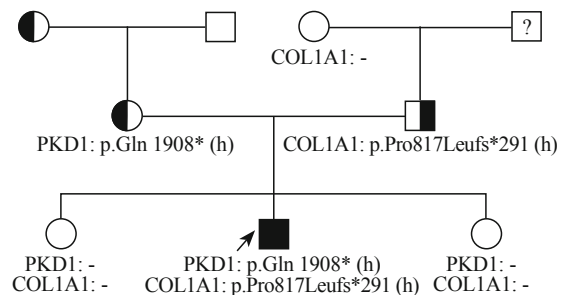 ?
COL1A1: -
PKD1: p.Gln 1908* (h)
COL1A1: p.Pro817Leufs*291 (h)
PKD1: -
COL1A1: -
PKD1: p.Gln 1908* (h)
COL1A1: p.Pro817Leufs*291 (h)
PKD1: -
COL1A1: -